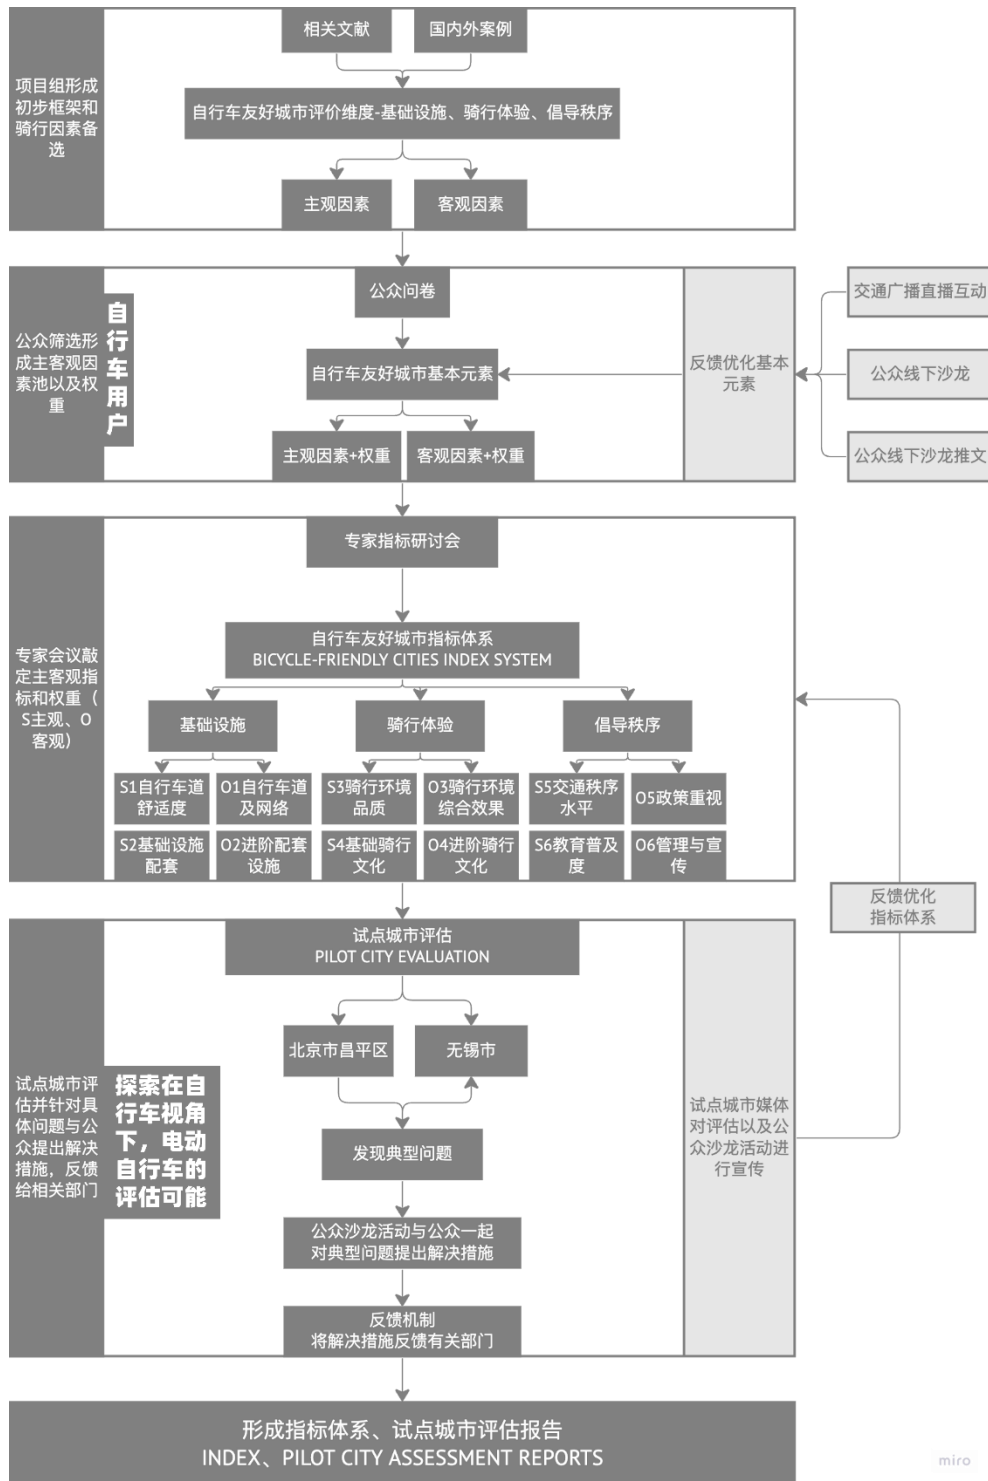 相关文献
国内外案例
项目组形成
初步框架和
骑行因素备
选
自行车友好城市评价维度-基础设施、骑行体验、倡导秩序
主观因素
客观因素
公众筛选形
成主客观因
素池以及权
重
自
行
车
用
户
公众问卷
自行车友好城市基本元素
主观因素+权重
客观因素+权重
反馈优化基本
元素
交通广播直播互动
公众线下沙龙
公众线下沙龙推文
专家会议敲
定主客观指
标和权重（
S主观、O
客观）
专家指标研讨会
自行车友好城市指标体系
BICYCLE-FRIENDLY CITIES INDEX SYSTEM
基础设施
骑行体验
倡导秩序
S1自行车道
舒适度
O1自行车道
及网络
S3骑行环境
品质
O3骑行环境
综合效果
S5交通秩序
水平
O5政策重视
S2基础设施
配套
O2进阶配套
设施
S4基础骑行
文化
O4进阶骑行
文化
S6教育普及
度
O6管理与宣
传
反馈优化
指标体系
试点城市评
估并针对具
体问题与公
众提出解决
措施，反馈
给相关部门
探索在自
行车视角
下，电动
自行车的
评估可能
试点城市评估
PILOT CITY EVALUATION
北京市昌平区
无锡市
发现典型问题
公众沙龙活动与公众一起
对典型问题提出解决措施
反馈机制
将解决措施反馈有关部门
试点城市媒体
对评估以及公
众沙龙活动进
行宣传
形成指标体系、试点城市评估报告
INDEX、PILOT CITY ASSESSMENT REPORTS
miro